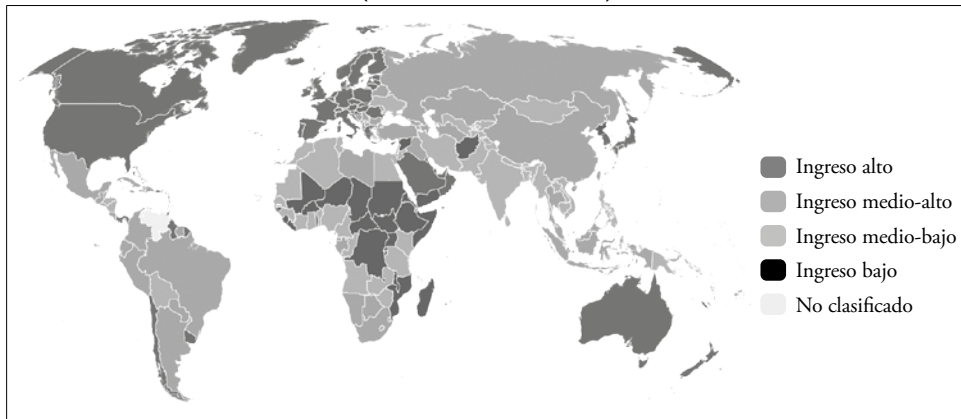 Ingreso alto
Ingreso medio-alto
Ingreso medio-bajo
Ingreso bajo
No clasificado